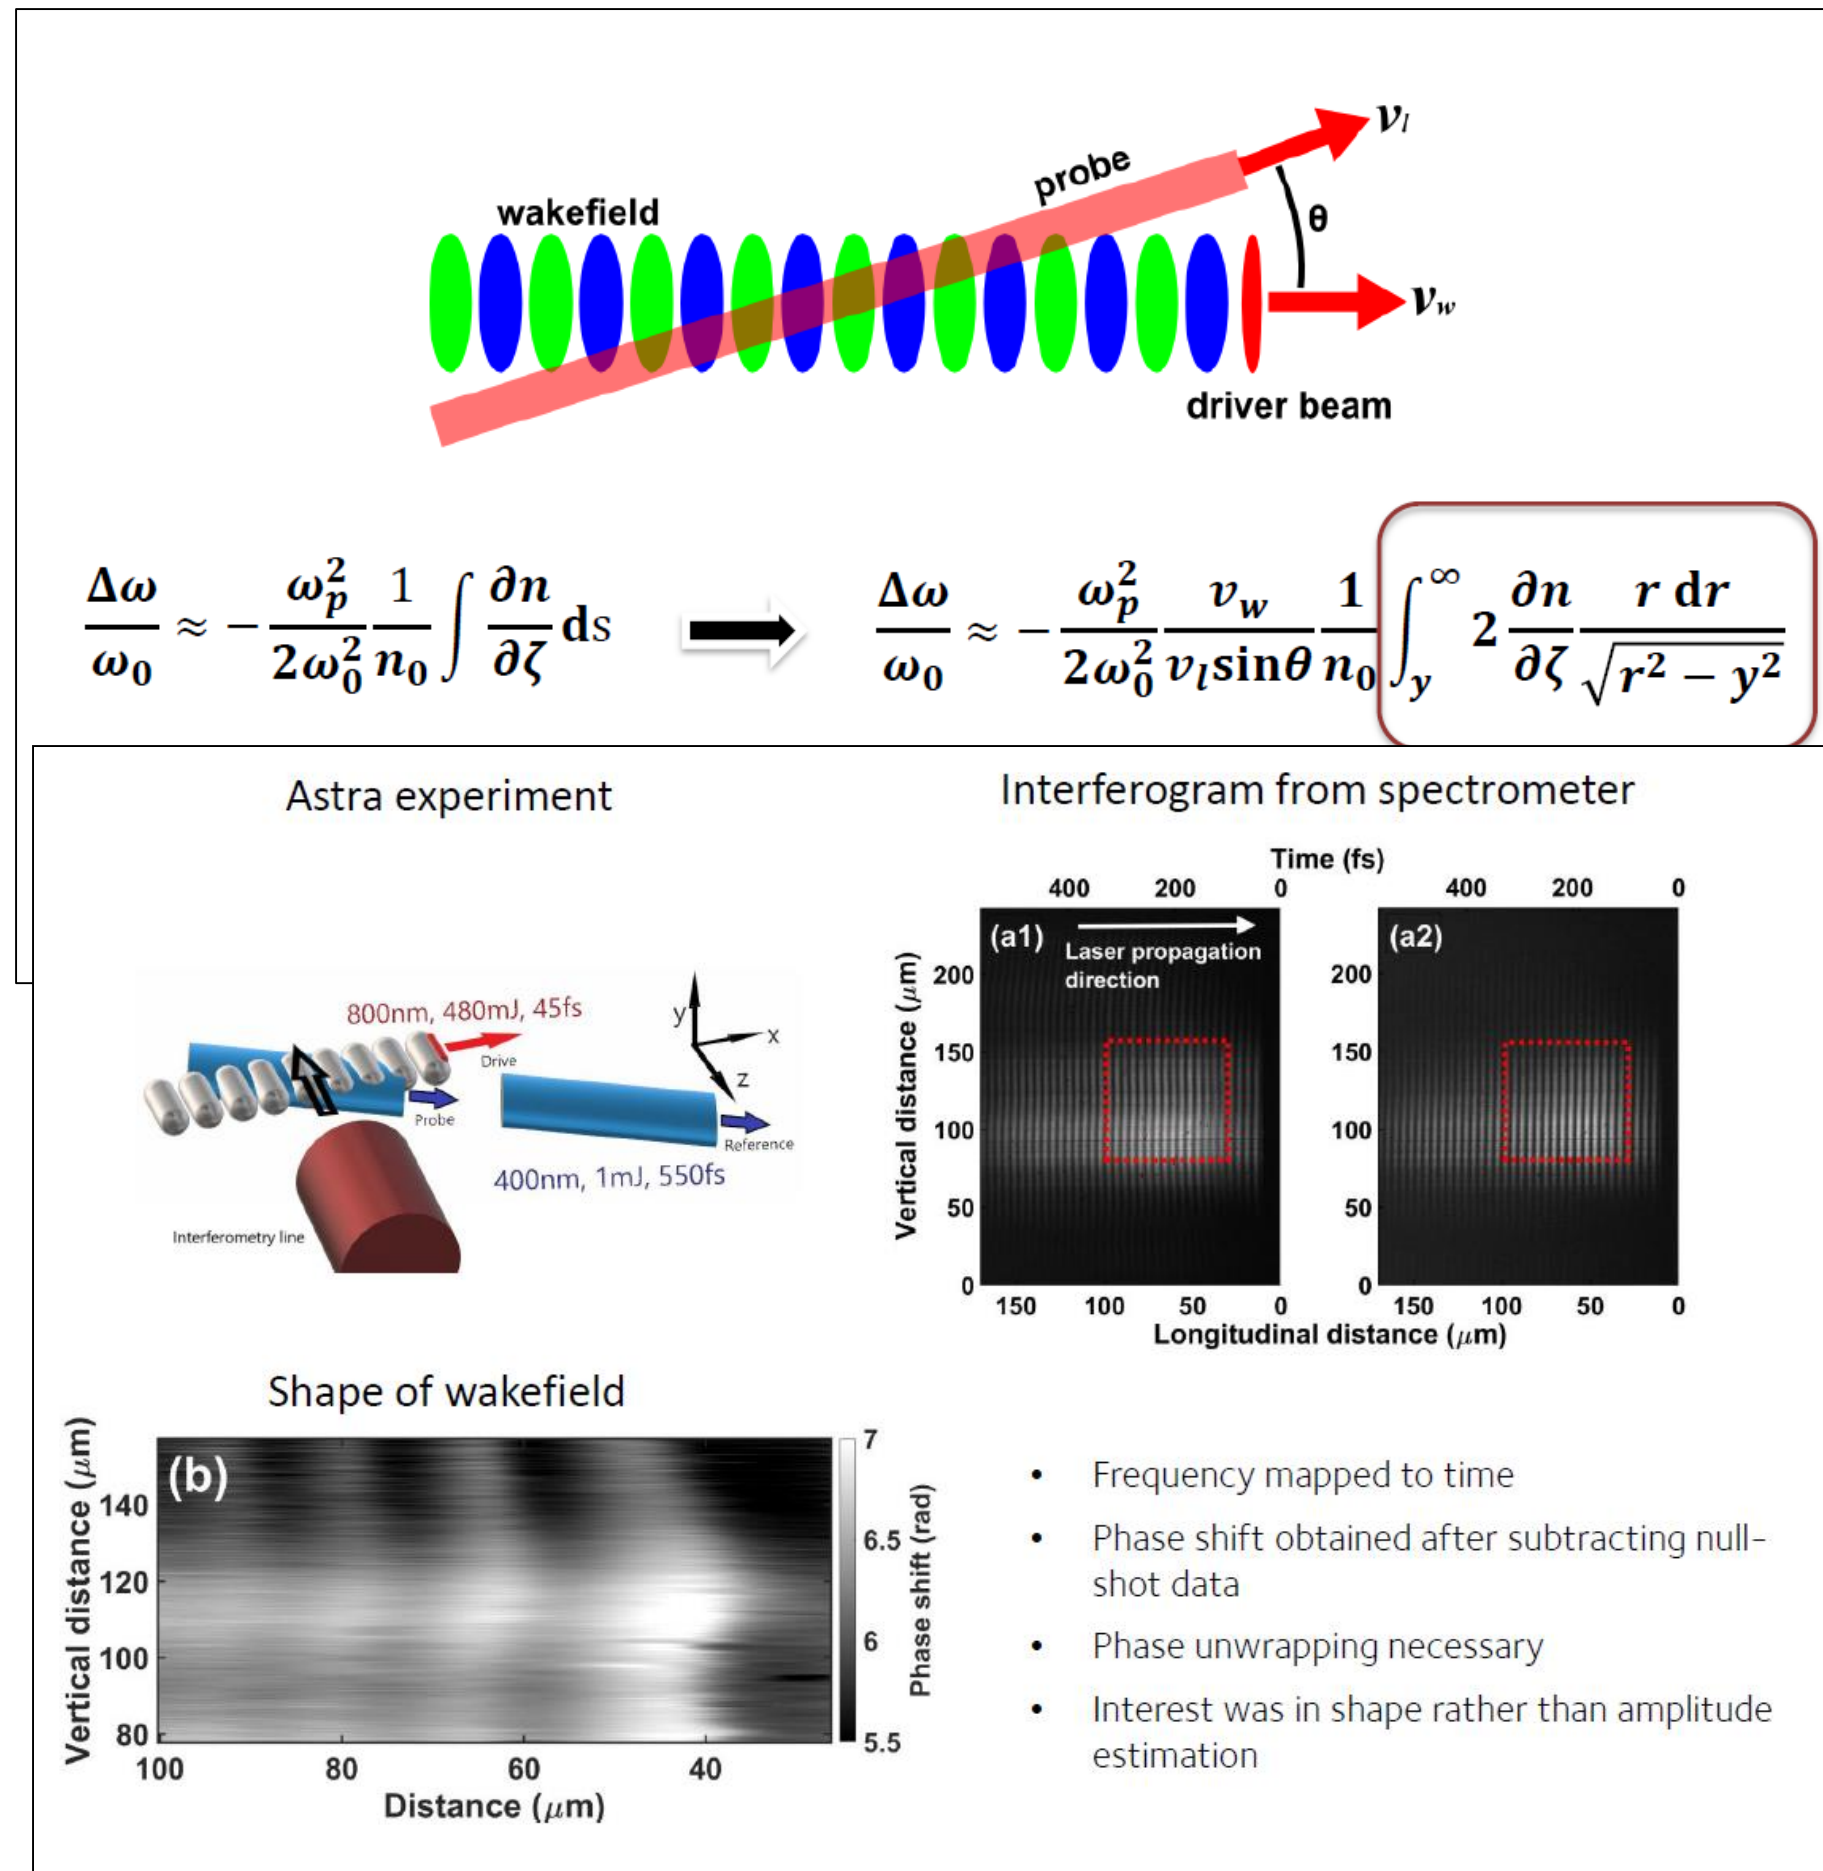 v_l
probe
wakefield
θ
v_w
driver beam
Δω/ω₀ ≈ − ω_p²/2ω₀² 1/n₀ ∫ ∂n/∂ζ ds
Δω/ω₀ ≈ − ω_p²/2ω₀² v_w/v_l sinθ 1/n₀ ∫_y^∞ 2 ∂n/∂ζ r dr/√(r² − y²)
Astra experiment
800nm, 480mJ, 45fs
Drive
y
x
z
Probe
Reference
400nm, 1mJ, 550fs
Interferometry line
Interferogram from spectrometer
Time (fs)
400 200 0
400 200 0
(a1)
Laser propagation
direction
(a2)
Vertical distance (μm)
200
150
100
50
0
200
150
100
50
0
150 100 50 0
150 100 50 0
Longitudinal distance (μm)
Shape of wakefield
(b)
Vertical distance (μm)
140
120
100
80
100 80 60 40
Distance (μm)
7
6.5
6
5.5
Phase shift (rad)
• Frequency mapped to time
• Phase shift obtained after subtracting null-
shot data
• Phase unwrapping necessary
• Interest was in shape rather than amplitude
estimation